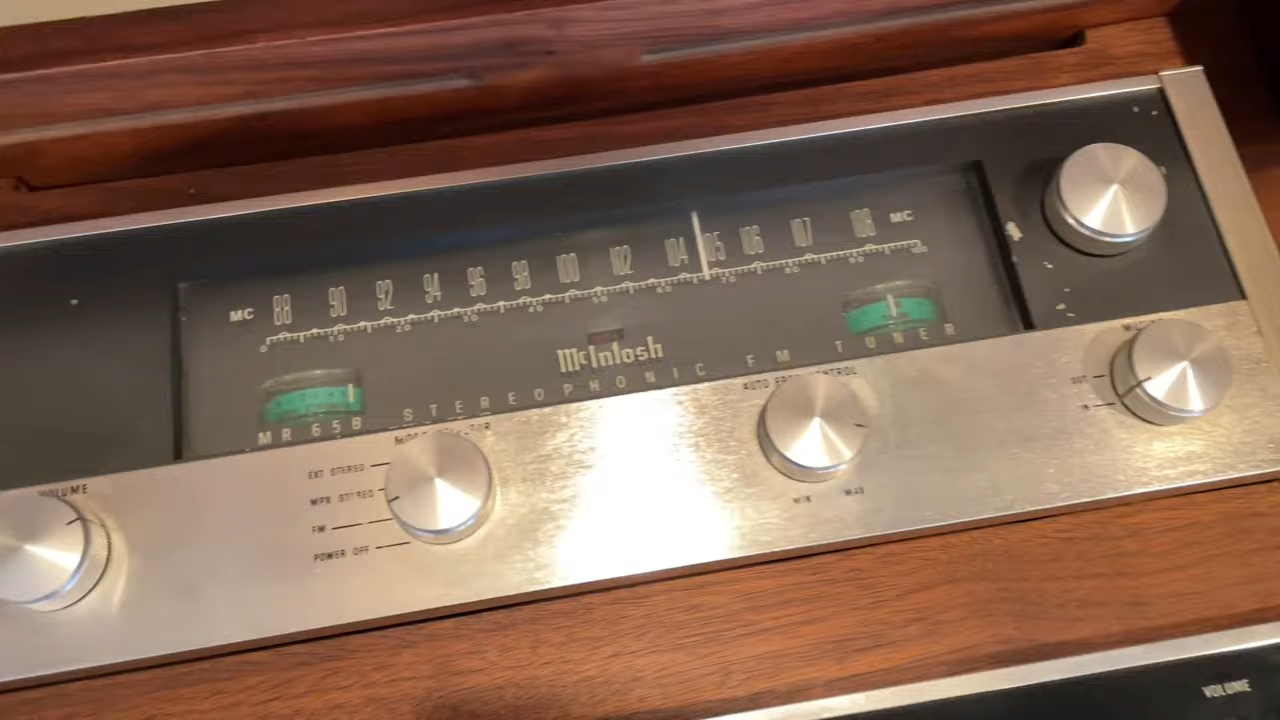 MC 88 90 92 94 96 98 100 102 104 105 106 107 108 MC
0 10 20 30 40 50 60 70 80 90 100
McIntosh
MR 65B STEREOPHONIC FM TUNER
VOLUME
EXT STEREO
MPX STEREO
FM
POWER OFF
AUTO FREQ CONTROL
MIN MAX
OUT
IN
VOLUME